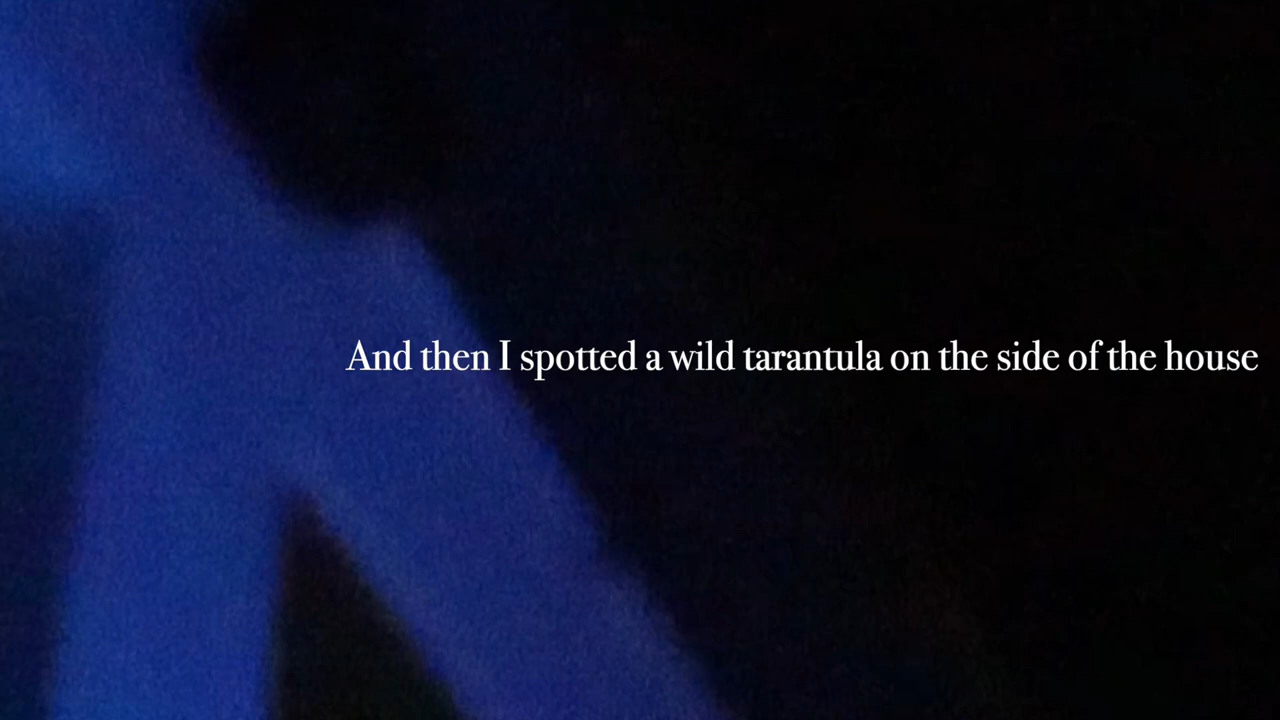 And then I spotted a wild tarantula on the side of the house